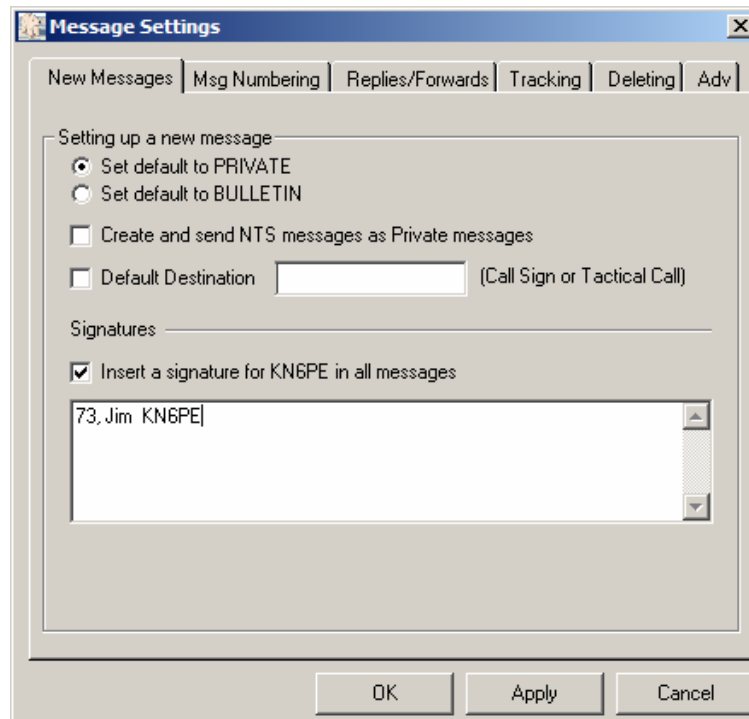 Message Settings
New Messages Msg Numbering Replies/Forwards Tracking Deleting Adv
Setting up a new message
Set default to PRIVATE
Set default to BULLETIN
Create and send NTS messages as Private messages
Default Destination (Call Sign or Tactical Call)
Signatures
Insert a signature for KN6PE in all messages
73, Jim KN6PE
OK Apply Cancel